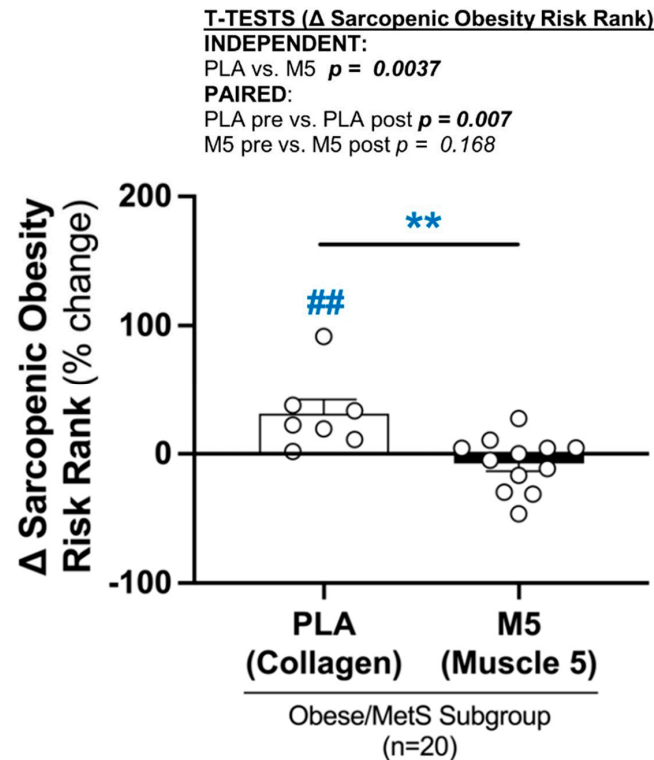 T-TESTS (Δ Sarcopenic Obesity Risk Rank)
INDEPENDENT:
PLA vs. M5 p = 0.0037
PAIRED:
PLA pre vs. PLA post p = 0.007
M5 pre vs. M5 post p = 0.168
Δ Sarcopenic Obesity
Risk Rank (% change)
200
100
0
-100
**
##
PLA
(Collagen)
M5
(Muscle 5)
Obese/MetS Subgroup
(n=20)